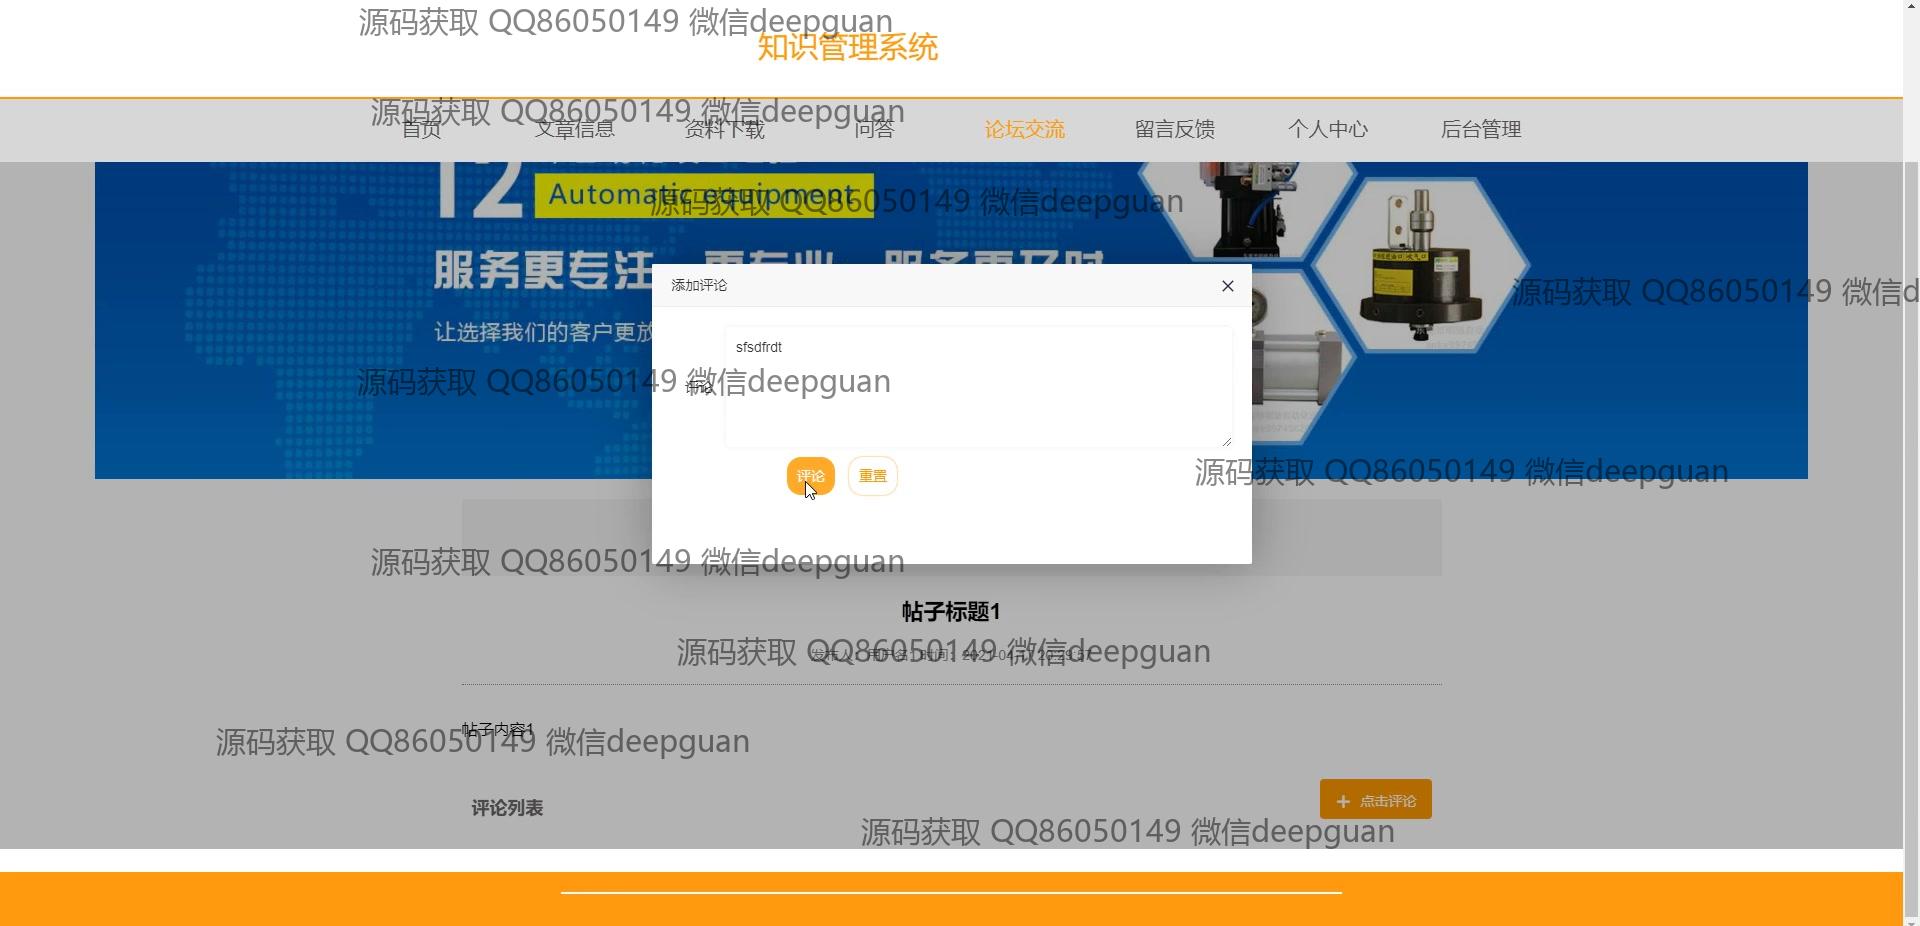 源码获取 QQ86050149 微信deepguan
知识管理系统
源码获取 QQ86050149 微信deepguan
首页 文章信息 资料下载 问答 论坛交流 留言反馈 个人中心 后台管理
12
Automatic equipment
源码获取 QQ86050149 微信deepguan
服务更专注 更专业 服务更及时
添加评论
源码获取 QQ86050149 微信d
让选择我们的客户更放
sfsdfrdt
评论
源码获取 QQ86050149 微信deepguan
评论 重置
源码获取 QQ86050149 微信deepguan
源码获取 QQ86050149 微信deepguan
帖子标题1
发布人：用户名1 时间：2021-04-11 20:29:57
源码获取 QQ86050149 微信deepguan
帖子内容1
源码获取 QQ86050149 微信deepguan
评论列表
点击评论
源码获取 QQ86050149 微信deepguan